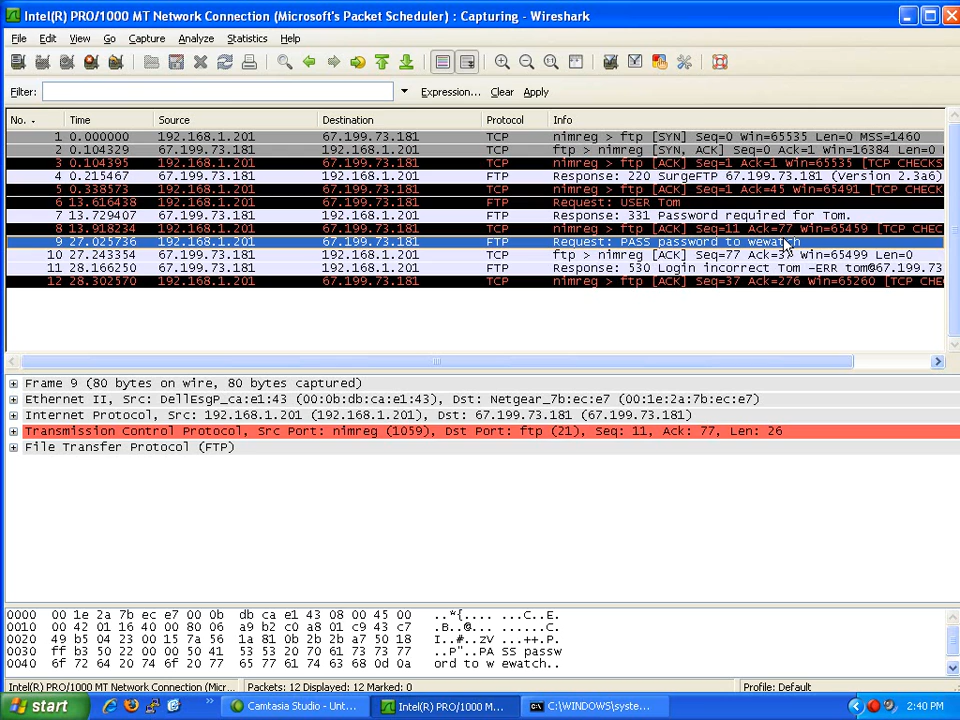 Intel(R) PRO/1000 MT Network Connection (Microsoft's Packet Scheduler) : Capturing - Wireshark
File Edit View Go Capture Analyze Statistics Help
Filter: Expression... Clear Apply
No. Time Source Destination Protocol Info
1 0.000000 192.168.1.201 67.199.73.181 TCP nimreg > ftp [SYN] Seq=0 Win=65535 Len=0 MSS=1460
2 0.104329 67.199.73.181 192.168.1.201 TCP ftp > nimreg [SYN, ACK] Seq=0 Ack=1 Win=16384 Len=0
3 0.104395 192.168.1.201 67.199.73.181 TCP nimreg > ftp [ACK] Seq=1 Ack=1 Win=65535 [TCP CHECKS
4 0.215467 67.199.73.181 192.168.1.201 FTP Response: 220 SurgeFTP 67.199.73.181 (Version 2.3a6)
5 0.338573 192.168.1.201 67.199.73.181 TCP nimreg > ftp [ACK] Seq=1 Ack=45 Win=65491 [TCP CHECK
6 13.616438 192.168.1.201 67.199.73.181 FTP Request: USER Tom
7 13.729407 67.199.73.181 192.168.1.201 FTP Response: 331 Password required for Tom.
8 13.918234 192.168.1.201 67.199.73.181 TCP nimreg > ftp [ACK] Seq=11 Ack=77 Win=65459 [TCP CHEC
9 27.025736 192.168.1.201 67.199.73.181 FTP Request: PASS password to wewatch
10 27.243354 67.199.73.181 192.168.1.201 TCP ftp > nimreg [ACK] Seq=77 Ack=37 Win=65499 Len=0
11 28.166250 67.199.73.181 192.168.1.201 FTP Response: 530 Login incorrect Tom -ERR tom@67.199.73
12 28.302570 192.168.1.201 67.199.73.181 TCP nimreg > ftp [ACK] Seq=37 Ack=276 Win=65260 [TCP CHE
Frame 9 (80 bytes on wire, 80 bytes captured)
Ethernet II, Src: DellEsgP_ca:e1:43 (00:0b:db:ca:e1:43), Dst: Netgear_7b:ec:e7 (00:1e:2a:7b:ec:e7)
Internet Protocol, Src: 192.168.1.201 (192.168.1.201), Dst: 67.199.73.181 (67.199.73.181)
Transmission Control Protocol, Src Port: nimreg (1059), Dst Port: ftp (21), Seq: 11, Ack: 77, Len: 26
File Transfer Protocol (FTP)
0000 00 1e 2a 7b ec e7 00 0b db ca e1 43 08 00 45 00 ..*{.... ...C..E.
0010 00 42 01 16 40 00 80 06 a9 b2 c0 a8 01 c9 43 c7 .B..@... ......C.
0020 49 b5 04 23 00 15 7a 56 1a 81 0b 2b 2b a7 50 18 I..#..zV ...++.P.
0030 ff b3 50 22 00 00 50 41 53 53 20 70 61 73 73 77 ..P"..PA SS passw
0040 6f 72 64 20 74 6f 20 77 65 77 61 74 63 68 0d 0a ord to w ewatch..
Intel(R) PRO/1000 MT Network Connection (Micr... Packets: 12 Displayed: 12 Marked: 0 Profile: Default
start Camtasia Studio - Unt... Intel(R) PRO/1000 M... C:\WINDOWS\syste... 2:40 PM